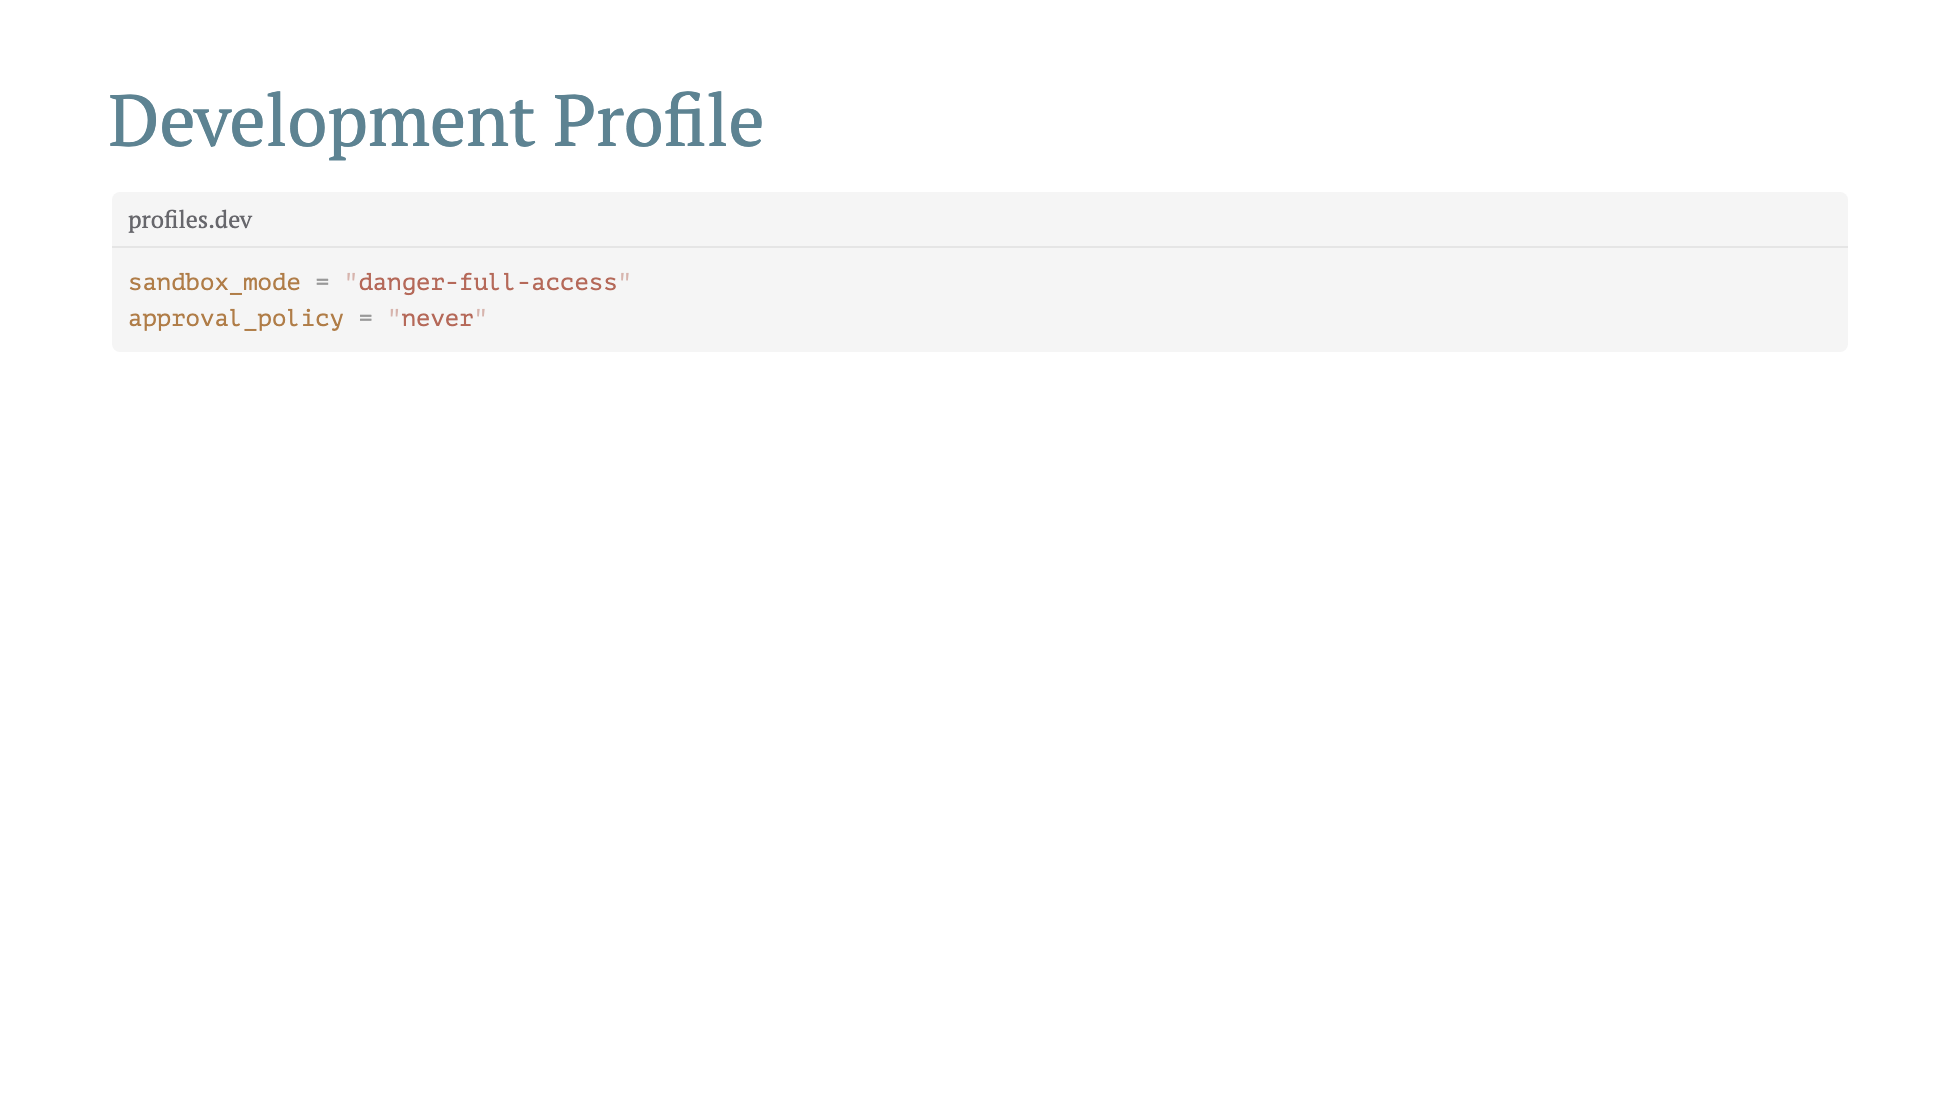 Development Profile
profiles.dev
sandbox_mode = "danger-full-access"
approval_policy = "never"